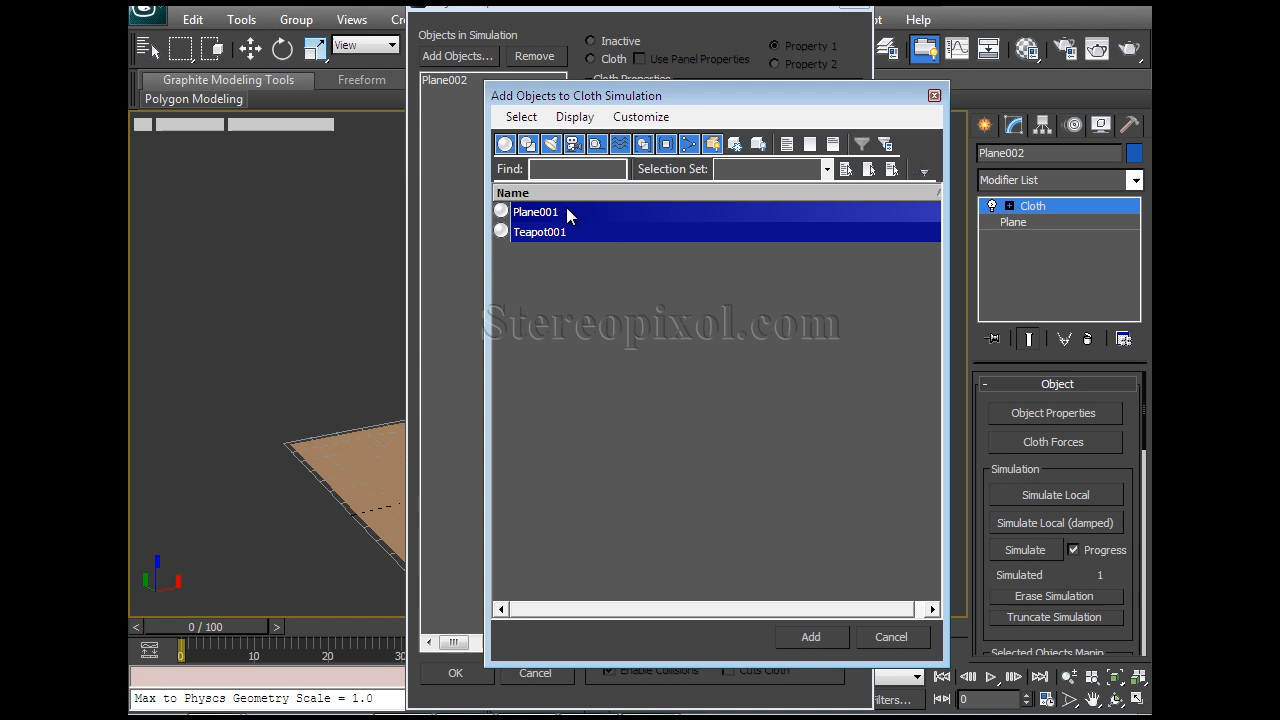 Edit Tools Group Views Help
View
Graphite Modeling Tools Freeform
Polygon Modeling
Objects in Simulation
Add Objects... Remove
Plane002
Inactive
Cloth Use Panel Properties
Property 1
Property 2
Cloth Properties
Add Objects to Cloth Simulation
Select Display Customize
Find: Selection Set:
Name
Plane001
Teapot001
Stereopixol.com
Add Cancel
OK Cancel
Enable Collisions Cuts Cloth
Plane002
Modifier List
Cloth
Plane
- Object
Object Properties
Cloth Forces
Simulation
Simulate Local
Simulate Local (damped)
Simulate Progress
Simulated 1
Erase Simulation
Truncate Simulation
Selected Objects Manip
< 0 / 100 >
0 10 20
Max to Physcs Geometry Scale = 1.0
0